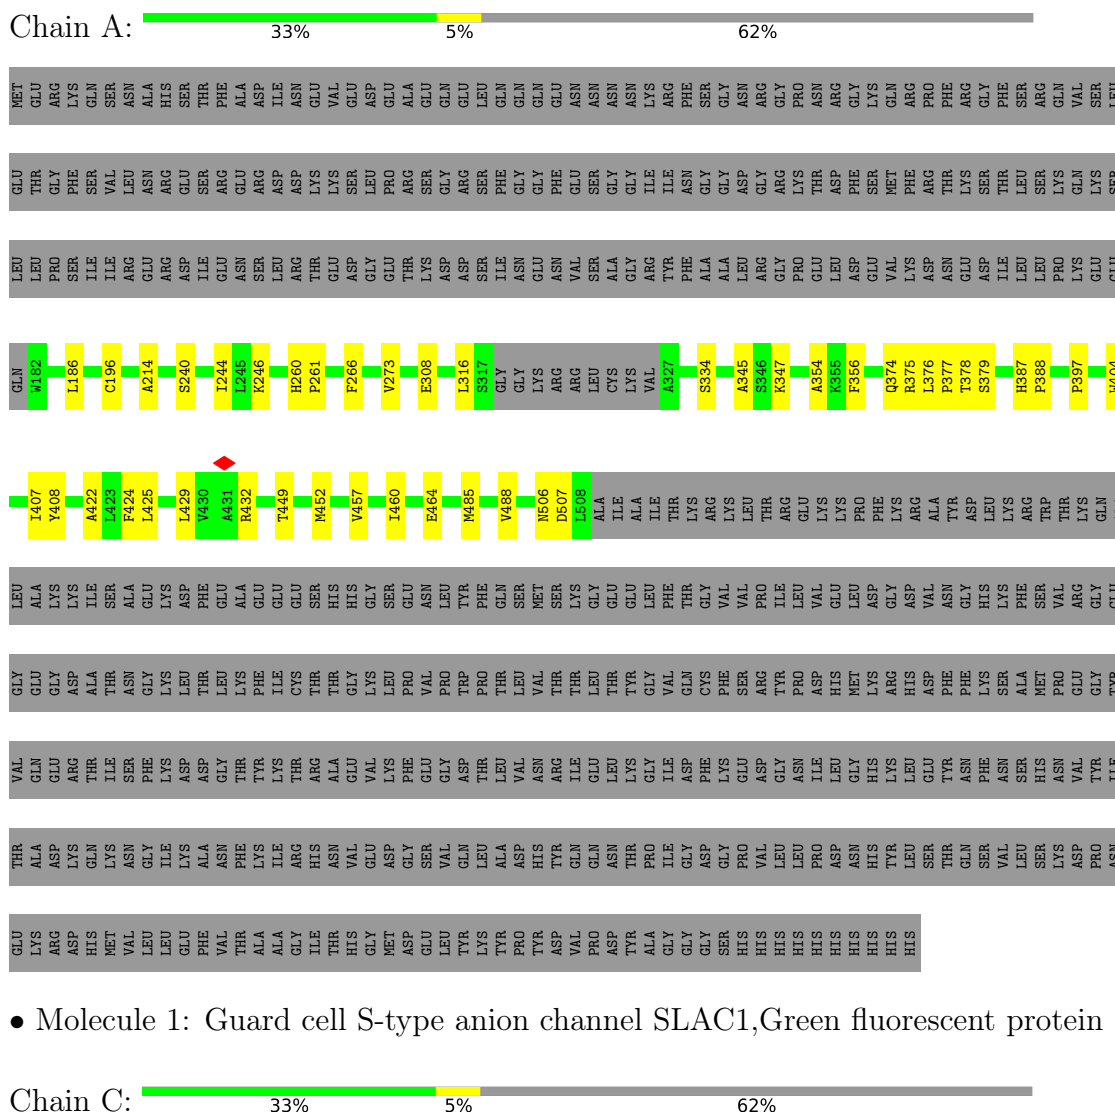 Chain A:
33% 5% 62%
MET GLU ARG LYS GLN SER ASN ALA HIS SER THR PHE ALA ASP ILE ASN GLU VAL GLU ASP GLU ALA GLU GLN GLU LEU GLN GLN GLN GLU ASN ASN ASN ASN LYS ARG PHE SER GLY ASN ARG GLY PRO ASN ARG GLY LYS GLN ARG PRO PHE ARG GLY PHE SER ARG GLN VAL SER LEU
GLU THR GLY PHE SER VAL LEU ASN ARG GLU SER ARG GLU ARG ASP ASP LYS LYS SER LEU PRO ARG SER GLY ARG SER PHE GLY GLY PHE GLU SER GLY GLY ILE ILE ASN GLY GLY ASP GLY ARG LYS THR ASP PHE SER MET PHE ARG THR LYS SER THR LEU SER LYS GLN LYS SER
LEU LEU PRO SER ILE ILE ARG GLU ARG ASP ILE GLU ASN SER LEU ARG THR GLU ASP GLY GLU THR LYS ASP ASP SER ILE ASN GLU ASN VAL SER ALA GLY ARG TYR PHE ALA ALA LEU ARG GLY PRO GLU LEU ASP GLU VAL LYS ASP ASN GLU ASP ILE LEU LEU PRO LYS GLU GLU
GLN W182 L186 C196 A214 S240 I244 L245 K246 H260 P261 F266 V273 E308 L316 S317 GLY GLY LYS ARG ARG LEU CYS LYS VAL A327 S334 A345 S346 K347 A354 K355 F356 Q374 R375 L376 P377 T378 S379 H387 P388 P397 W404
I407 Y408 A422 L423 F424 L425 L429 V430 A431 R432 T449 M452 V457 I460 E464 M485 V488 N506 D507 L508 ALA ILE ALA ILE THR LYS ARG LYS LEU THR ARG GLU LYS LYS PRO PHE LYS ARG ALA TYR ASP LEU LYS ARG TRP THR LYS GLN
LEU ALA LYS LYS ILE SER ALA GLU LYS ASP PHE GLU ALA GLU GLU GLU SER HIS HIS GLY SER GLU ASN LEU TYR PHE GLN SER MET SER LYS GLY GLU GLU LEU PHE THR GLY VAL VAL PRO ILE LEU VAL GLU LEU ASP GLY ASP VAL ASN GLY HIS LYS PHE SER VAL ARG GLY GLU
GLY GLU GLY ASP ALA THR ASN GLY LYS LEU THR LEU LYS PHE ILE CYS THR THR GLY LYS LEU PRO VAL PRO TRP PRO THR LEU VAL THR THR LEU THR TYR GLY VAL GLN CYS PHE SER ARG TYR PRO ASP HIS MET LYS ARG HIS ASP PHE PHE LYS SER ALA MET PRO GLU GLY TYR
VAL GLN GLU ARG THR ILE SER PHE LYS ASP ASP GLY THR TYR LYS THR ARG ALA GLU VAL LYS PHE GLU GLY ASP THR LEU VAL ASN ARG ILE GLU LEU LYS GLY ILE ASP PHE LYS GLU ASP GLY ASN ILE LEU GLY HIS LYS LEU GLU TYR ASN PHE ASN SER HIS ASN VAL TYR ILE
THR ALA ASP LYS GLN LYS ASN GLY ILE LYS ALA ASN PHE LYS ILE ARG HIS ASN VAL GLU ASP GLY SER VAL GLN LEU ALA ASP HIS TYR GLN GLN ASN THR PRO ILE GLY ASP GLY PRO VAL LEU LEU PRO ASP ASN HIS TYR LEU SER THR GLN SER VAL LEU SER LYS ASP PRO ASN
GLU LYS ARG ASP HIS MET VAL LEU LEU GLU PHE VAL THR ALA ALA GLY ILE THR HIS GLY MET ASP GLU LEU TYR LYS TYR PRO TYR ASP VAL PRO ASP TYR ALA GLY GLY GLY SER HIS HIS HIS HIS HIS HIS HIS HIS HIS HIS
• Molecule 1: Guard cell S-type anion channel SLAC1,Green fluorescent protein
Chain C:
33% 5% 62%